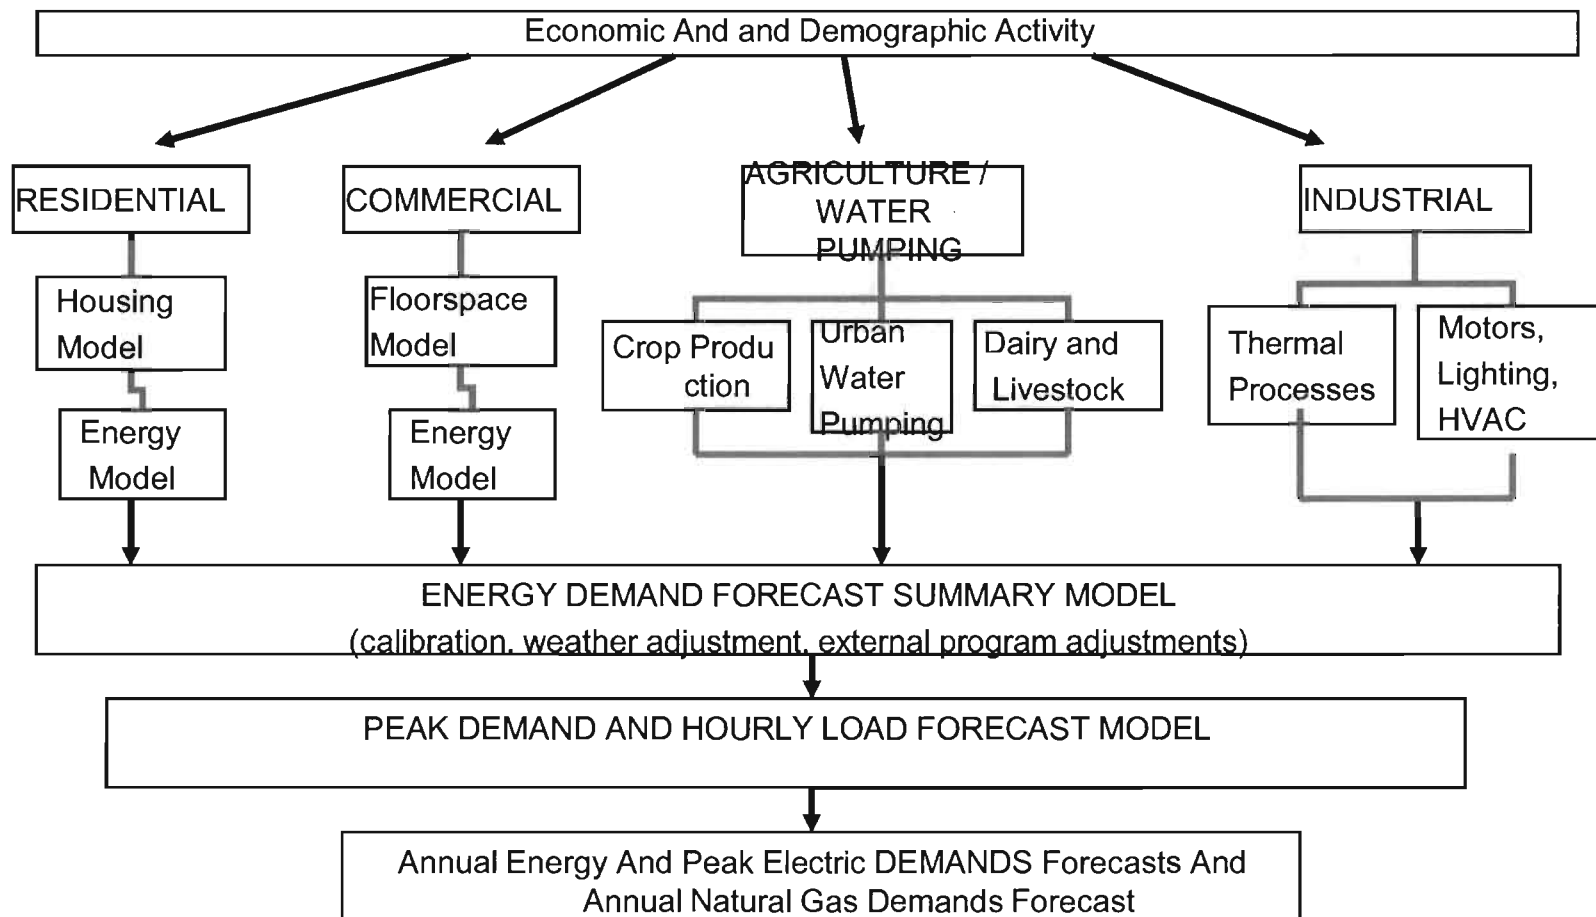 Economic And and Demographic Activity
RESIDENTIAL
COMMERCIAL
AGRICULTURE /
WATER
PUMPING
INDUSTRIAL
Housing
Model
Floorspace
Model
Crop Produ
ction
Urban
Water
Pumping
Dairy and
Livestock
Thermal
Processes
Motors,
Lighting,
HVAC
Energy
Model
Energy
Model
ENERGY DEMAND FORECAST SUMMARY MODEL
(calibration, weather adjustment, external program adjustments)
PEAK DEMAND AND HOURLY LOAD FORECAST MODEL
Annual Energy And Peak Electric DEMANDS Forecasts And
Annual Natural Gas Demands Forecast